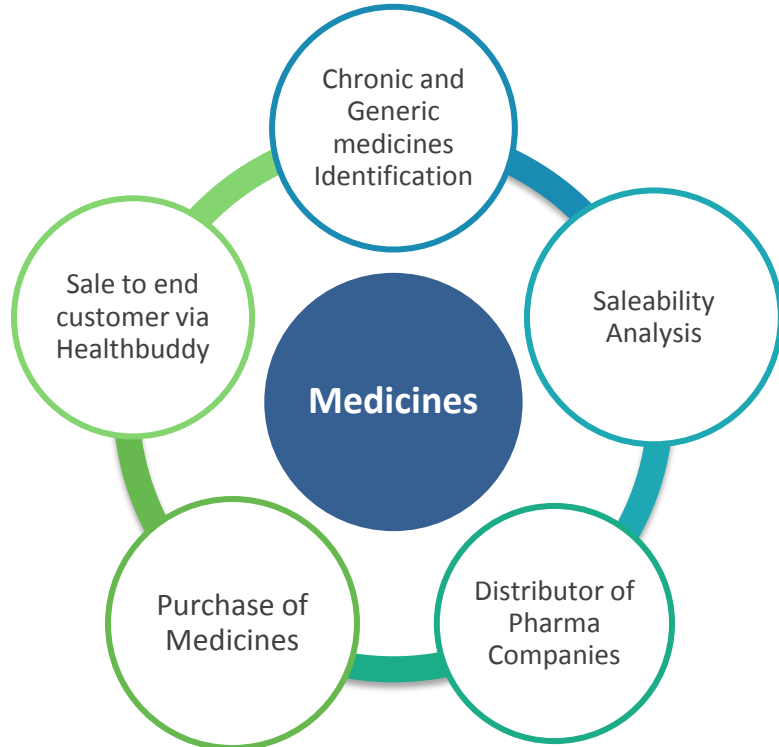 Chronic and
Generic
medicines
Identification
Saleability
Analysis
Distributor of
Pharma
Companies
Purchase of
Medicines
Sale to end
customer via
Healthbuddy
Medicines